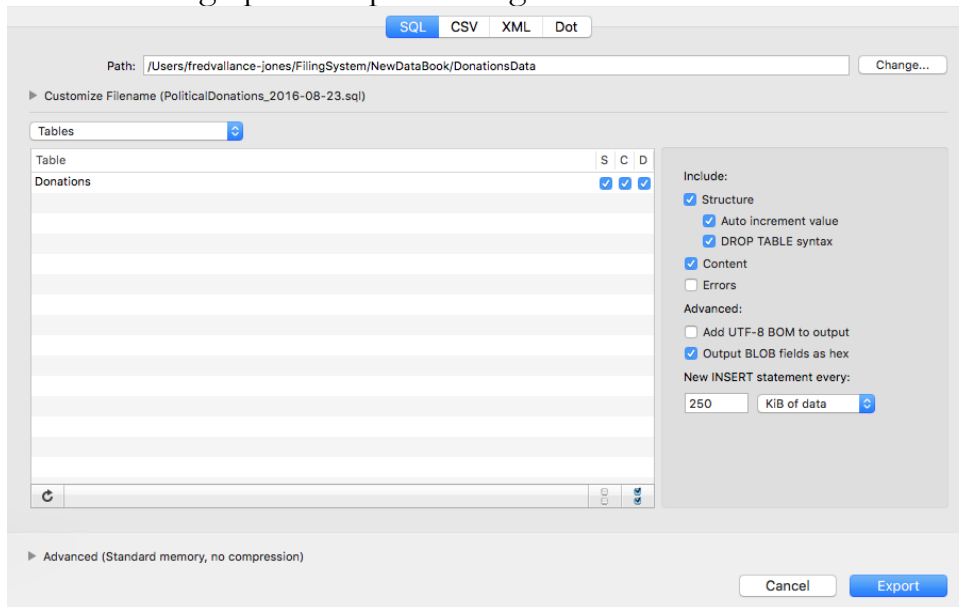 SQL CSV XML Dot
Path: /Users/fredvallance-jones/FilingSystem/NewDataBook/DonationsData Change...
Customize Filename (PoliticalDonations_2016-08-23.sql)
Tables
Table S C D
Donations
Include:
Structure
Auto increment value
DROP TABLE syntax
Content
Errors
Advanced:
Add UTF-8 BOM to output
Output BLOB fields as hex
New INSERT statement every:
250 KiB of data
Advanced (Standard memory, no compression)
Cancel Export